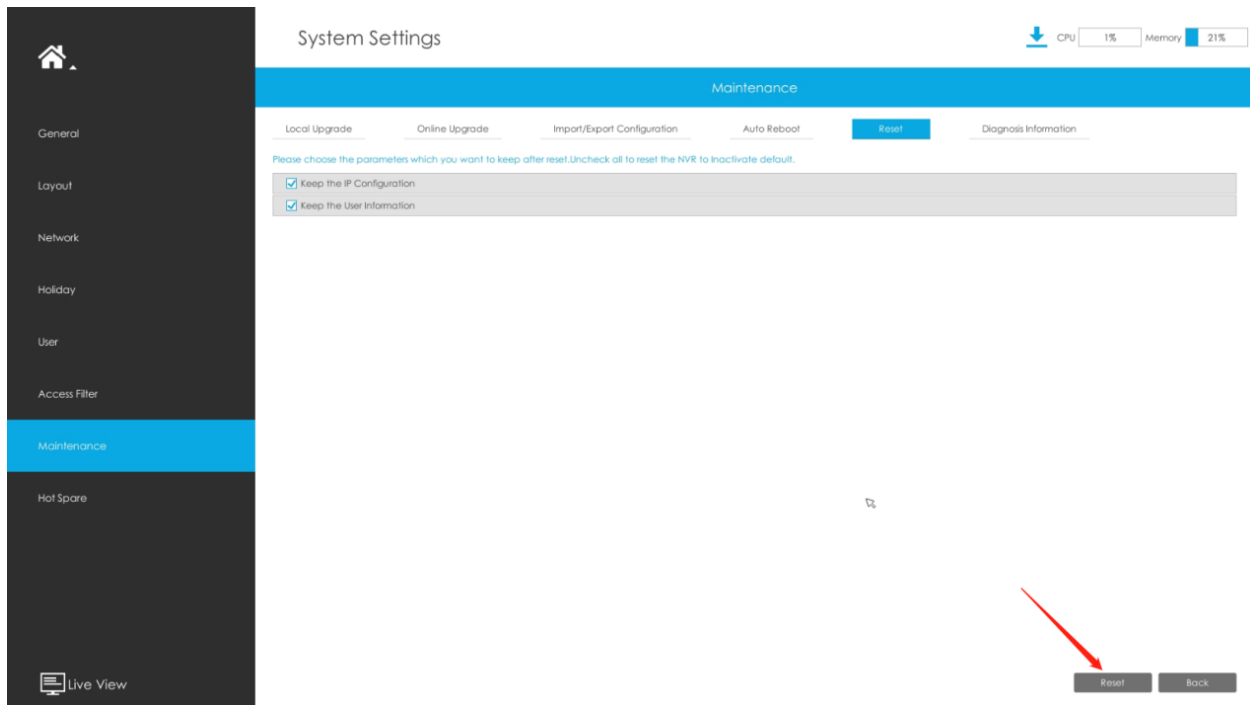 System Settings
CPU 1% Memory 21%
Maintenance
General
Layout
Network
Holiday
User
Access Filter
Maintenance
Hot Spare
Live View
Local Upgrade Online Upgrade Import/Export Configuration Auto Reboot Reset Diagnosis Information
Please choose the parameters which you want to keep after reset.Uncheck all to reset the NVR to Inactivate default.
Keep the IP Configuration
Keep the User Information
Reset Back